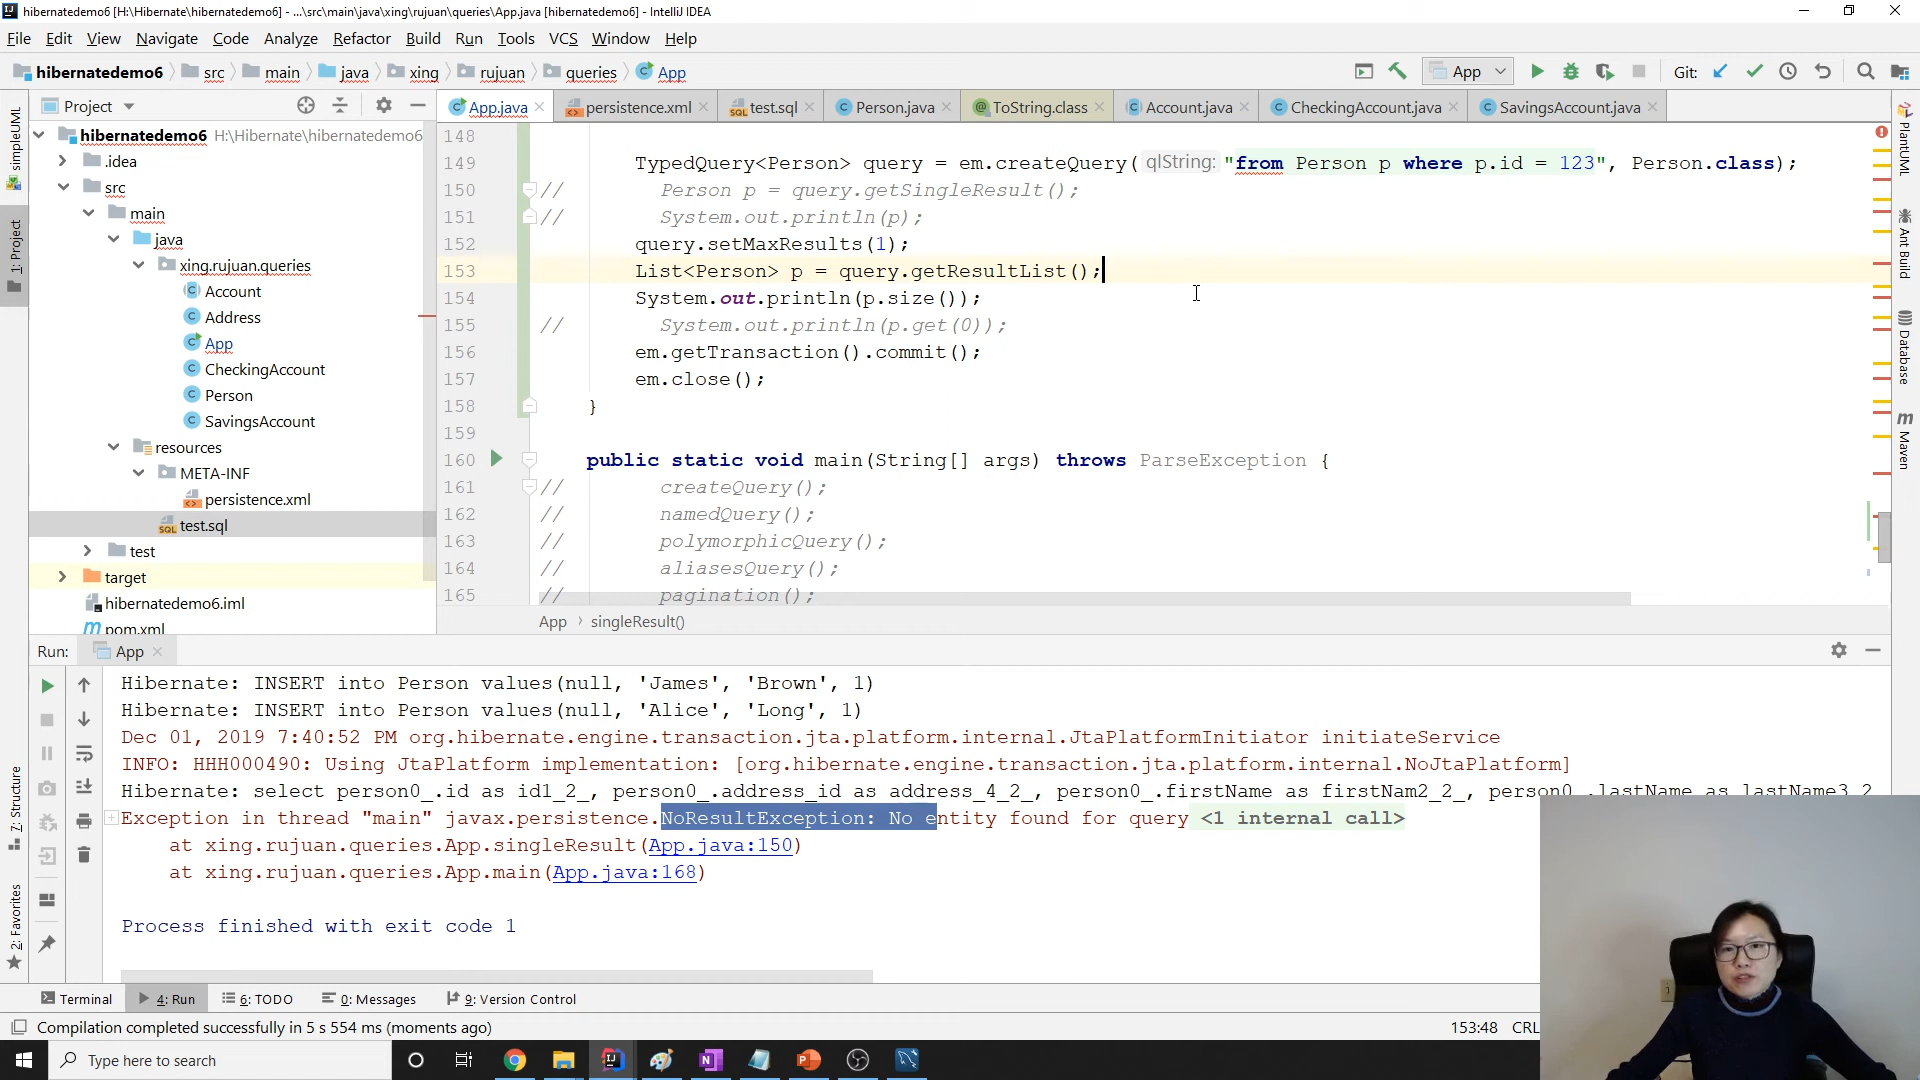 hibernatedemo6 [H:\Hibernate\hibernatedemo6] - ...\src\main\java\xing\rujuan\queries\App.java [hibernatedemo6] - IntelliJ IDEA
File Edit View Navigate Code Analyze Refactor Build Run Tools VCS Window Help
hibernatedemo6 src main java xing rujuan queries App App Git:
Project
App.java persistence.xml test.sql Person.java ToString.class Account.java CheckingAccount.java SavingsAccount.java
simpleUML
1: Project
7: Structure
2: Favorites
hibernatedemo6 H:\Hibernate\hibernatedemo6
.idea
src
main
java
xing.rujuan.queries
Account
Address
App
CheckingAccount
Person
SavingsAccount
resources
META-INF
persistence.xml
test.sql
test
target
hibernatedemo6.iml
pom.xml
148
149 TypedQuery<Person> query = em.createQuery( qlString: "from Person p where p.id = 123", Person.class);
150 // Person p = query.getSingleResult();
151 // System.out.println(p);
152 query.setMaxResults(1);
153 List<Person> p = query.getResultList();
154 System.out.println(p.size());
155 // System.out.println(p.get(0));
156 em.getTransaction().commit();
157 em.close();
158 }
159
160 public static void main(String[] args) throws ParseException {
161 // createQuery();
162 // namedQuery();
163 // polymorphicQuery();
164 // aliasesQuery();
165 // pagination();
App › singleResult()
PlantUML
Ant Build
Database
Maven
Run: App
Hibernate: INSERT into Person values(null, 'James', 'Brown', 1)
Hibernate: INSERT into Person values(null, 'Alice', 'Long', 1)
Dec 01, 2019 7:40:52 PM org.hibernate.engine.transaction.jta.platform.internal.JtaPlatformInitiator initiateService
INFO: HHH000490: Using JtaPlatform implementation: [org.hibernate.engine.transaction.jta.platform.internal.NoJtaPlatform]
Hibernate: select person0_.id as id1_2_, person0_.address_id as address_4_2_, person0_.firstName as firstNam2_2_, person0_.lastName as lastName3_2
Exception in thread "main" javax.persistence.NoResultException: No entity found for query <1 internal call>
at xing.rujuan.queries.App.singleResult(App.java:150)
at xing.rujuan.queries.App.main(App.java:168)
Process finished with exit code 1
Terminal 4: Run 6: TODO 0: Messages 9: Version Control
Compilation completed successfully in 5 s 554 ms (moments ago) 153:48 CRL
Type here to search